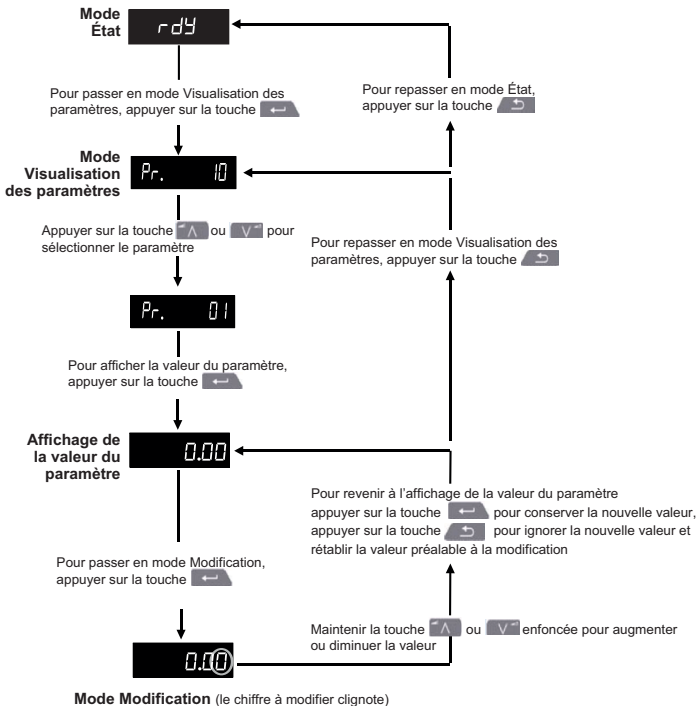 Mode
État
rdY
Pour passer en mode Visualisation des
paramètres, appuyer sur la touche
Pour repasser en mode État,
appuyer sur la touche
Mode
Visualisation
des paramètres
Pr. 10
Appuyer sur la touche ou pour
sélectionner le paramètre
Pour repasser en mode Visualisation des
paramètres, appuyer sur la touche
Pr. 01
Pour afficher la valeur du paramètre,
appuyer sur la touche
Affichage de
la valeur du
paramètre
0.00
Pour revenir à l'affichage de la valeur du paramètre
appuyer sur la touche pour conserver la nouvelle valeur,
appuyer sur la touche pour ignorer la nouvelle valeur et
rétablir la valeur préalable à la modification
Pour passer en mode Modification,
appuyer sur la touche
Maintenir la touche ou enfoncée pour augmenter
ou diminuer la valeur
0.00
Mode Modification (le chiffre à modifier clignote)